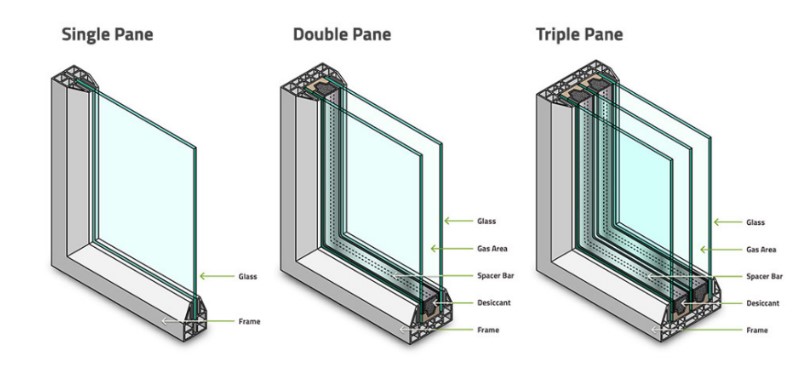 Single Pane
Glass
Frame
Double Pane
Glass
Gas Area
Spacer Bar
Desiccant
Frame
Triple Pane
Glass
Gas Area
Spacer Bar
Desiccant
Frame